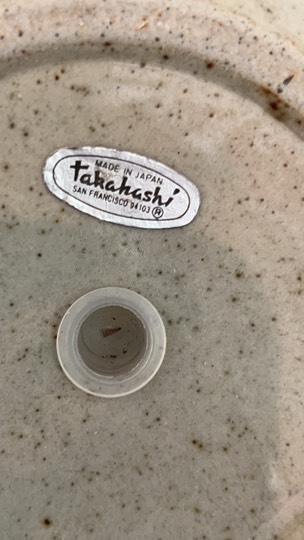 MADE IN JAPAN
takahashi
SAN FRANCISCO 94103 ®